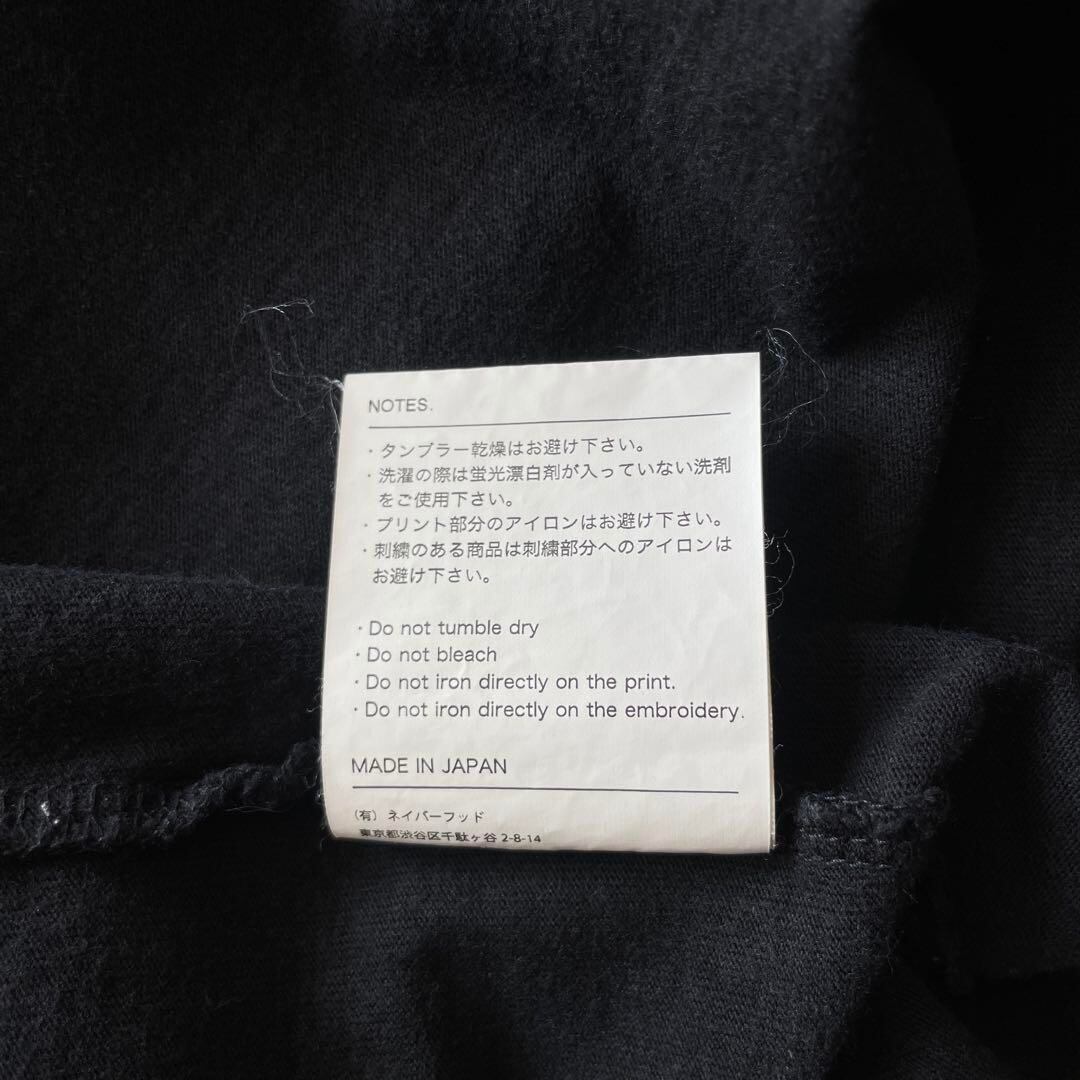 NOTES.
・タンブラー乾燥はお避け下さい。
・洗濯の際は蛍光漂白剤が入っていない洗剤
をご使用下さい。
・プリント部分のアイロンはお避け下さい。
・刺繍のある商品は刺繍部分へのアイロンは
お避け下さい。
・Do not tumble dry
・Do not bleach
・Do not iron directly on the print.
・Do not iron directly on the embroidery.
MADE IN JAPAN
（有）ネイバーフッド
東京都渋谷区千駄ヶ谷 2-8-14